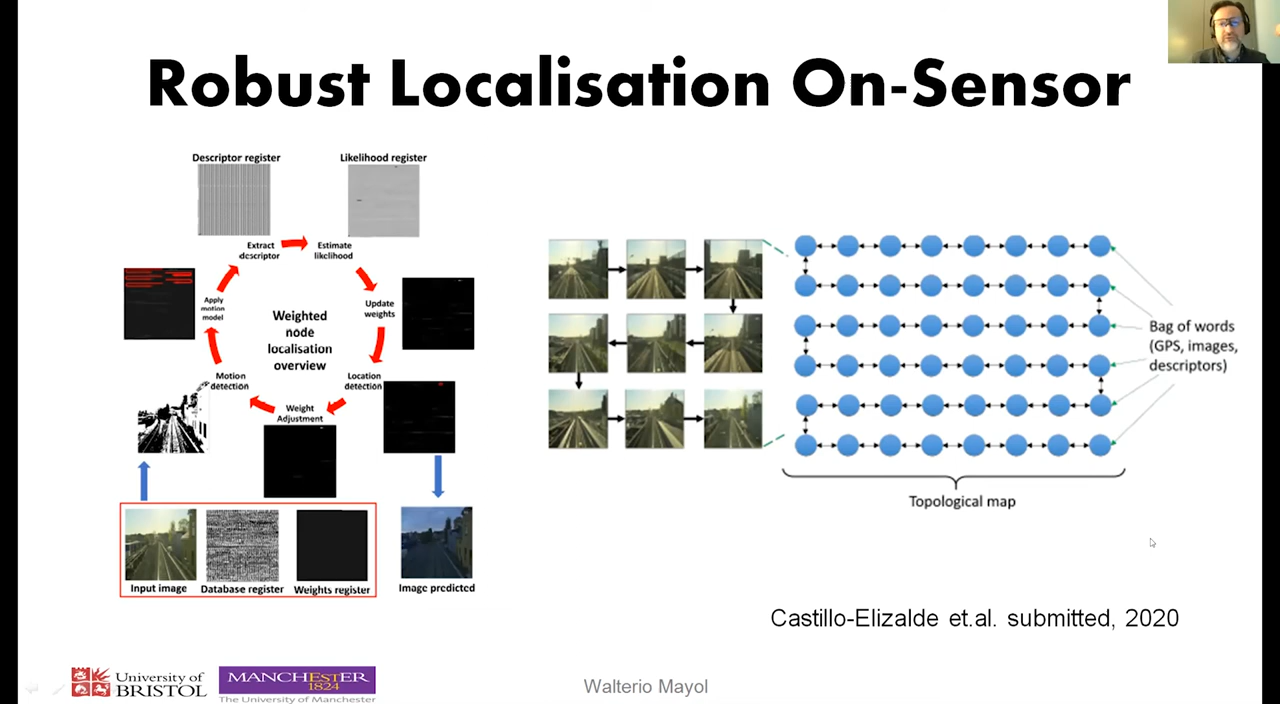 Robust Localisation On-Sensor
Descriptor register
Likelihood register
Extract
descriptor
Estimate
likelihood
Apply
motion
model
Update
weights
Weighted
node
localisation
overview
Motion
detection
Location
detection
Weight
Adjustment
Input image
Database register
Weights register
Image predicted
Bag of words
(GPS, images,
descriptors)
Topological map
Castillo-Elizalde et.al. submitted, 2020
University of
BRISTOL
MANCHESTER
1824
The University of Manchester
Walterio Mayol